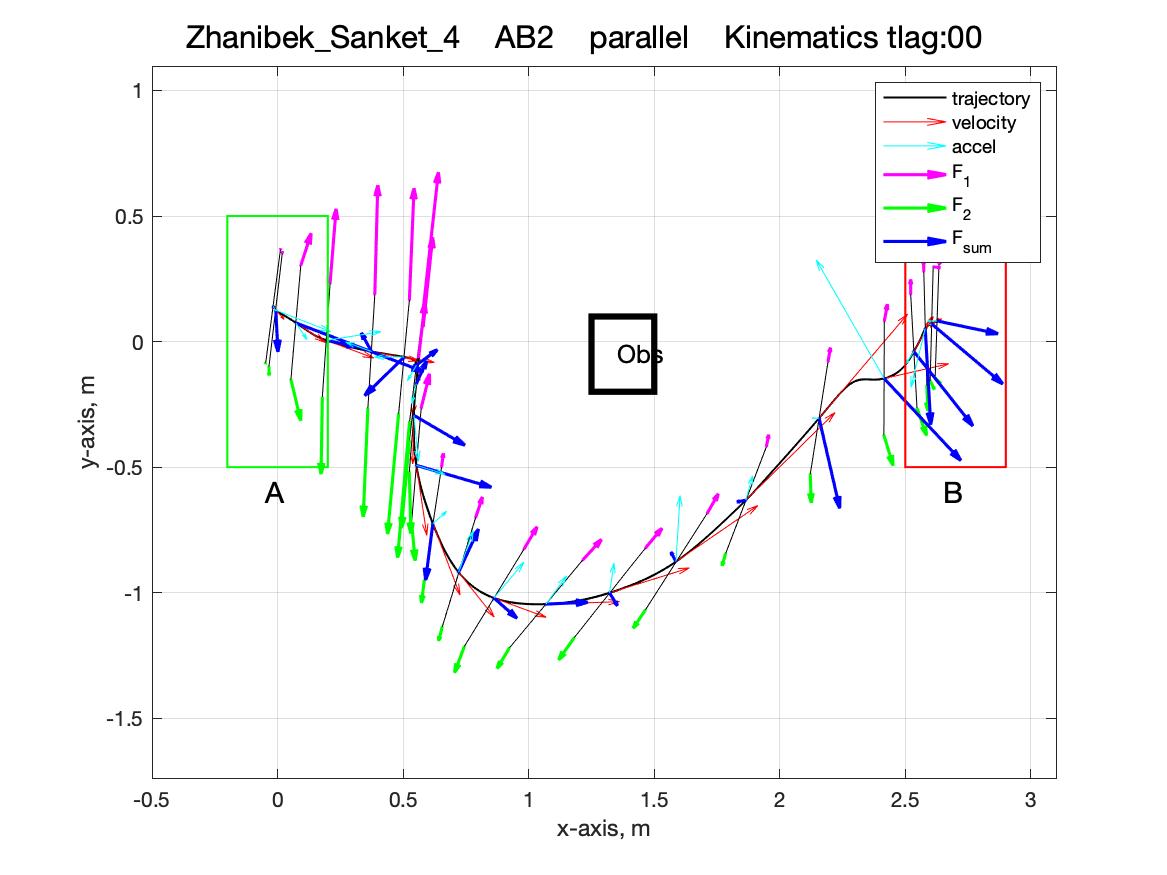 Zhanibek_Sanket_4 AB2 parallel Kinematics tlag:00
trajectory
velocity
accel
F1
F2
Fsum
1
0.5
0
-0.5
-1
-1.5
y-axis, m
Obs
A
B
-0.5 0 0.5 1 1.5 2 2.5 3
x-axis, m